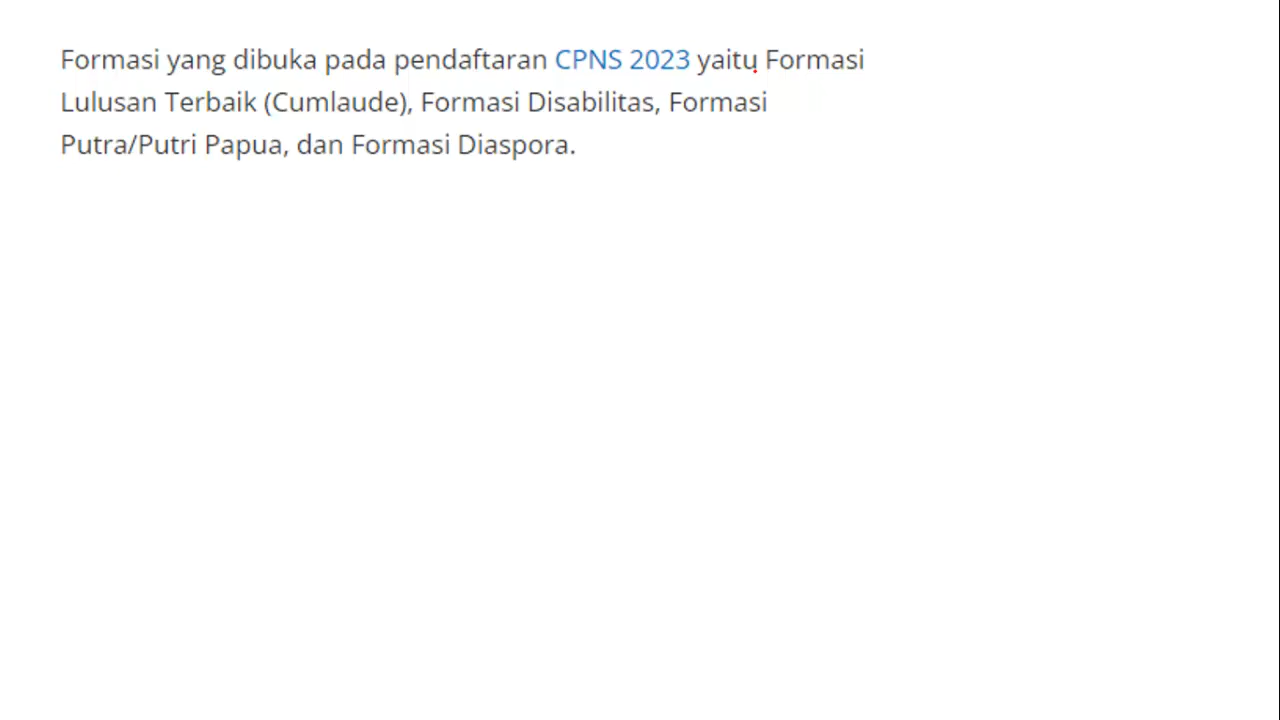 Formasi yang dibuka pada pendaftaran CPNS 2023 yaitu Formasi
Lulusan Terbaik (Cumlaude), Formasi Disabilitas, Formasi
Putra/Putri Papua, dan Formasi Diaspora.